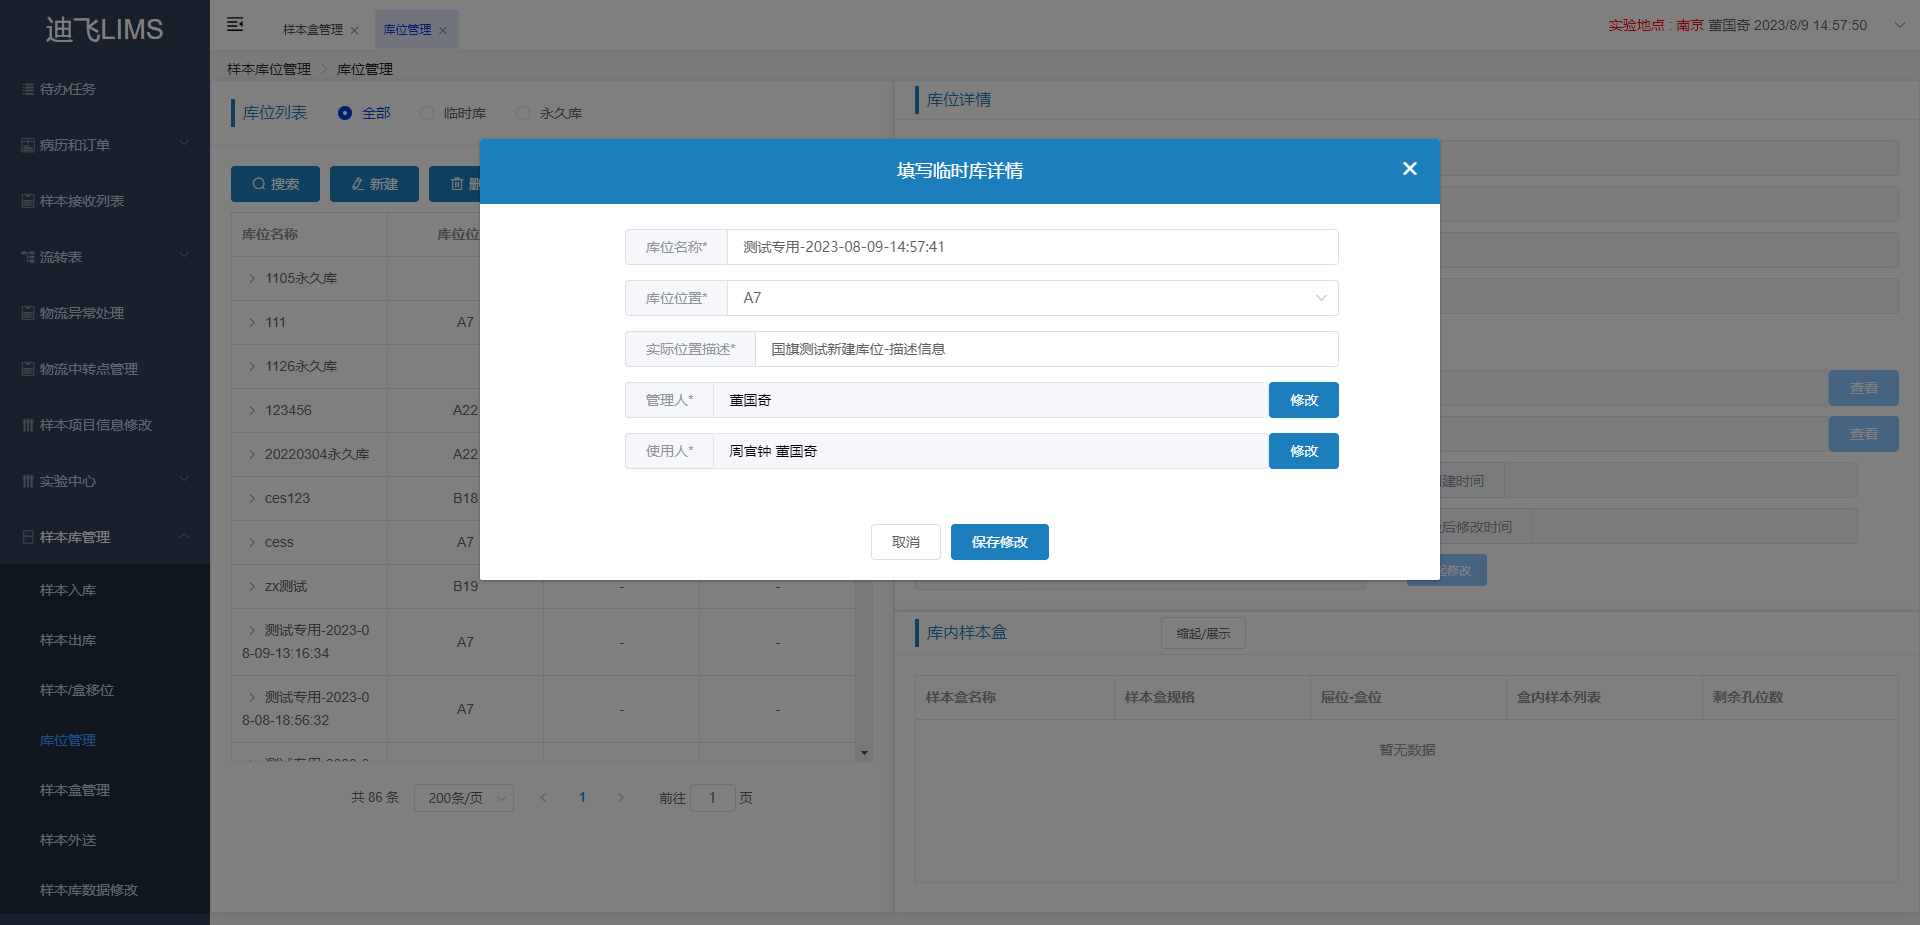 迪飞LIMS
待办任务
病历和订单
样本接收列表
流转表
物流异常处理
物流中转点管理
样本项目信息修改
实验中心
样本库管理
样本入库
样本出库
样本/盒移位
库位管理
样本盒管理
样本外送
样本库数据修改
样本盒管理
库位管理
实验地点 : 南京 董国奇 2023/8/9 14:57:50
样本库位管理 库位管理
库位列表 全部 临时库 永久库
搜索 新建
库位名称
1105永久库
111 A7
1126永久库
123456 A22
20220304永久库 A22
ces123 B18
cess A7
zx测试 B19 - -
测试专用-2023-0
8-09-13:16:34 A7 - -
测试专用-2023-0
8-08-18:56:32 A7 - -
共 86 条 200条/页 1 前往 1 页
填写临时库详情
库位名称* 测试专用-2023-08-09-14:57:41
库位位置* A7
实际位置描述* 国旗测试新建库位-描述信息
管理人* 董国奇 修改
使用人* 周官钟 董国奇 修改
取消 保存修改
库位详情
查看
查看
建时间
后修改时间
修改
库内样本盒 缩起/展示
样本盒名称 样本盒规格 屉位-盒位 盒内样本列表 剩余孔位数
暂无数据